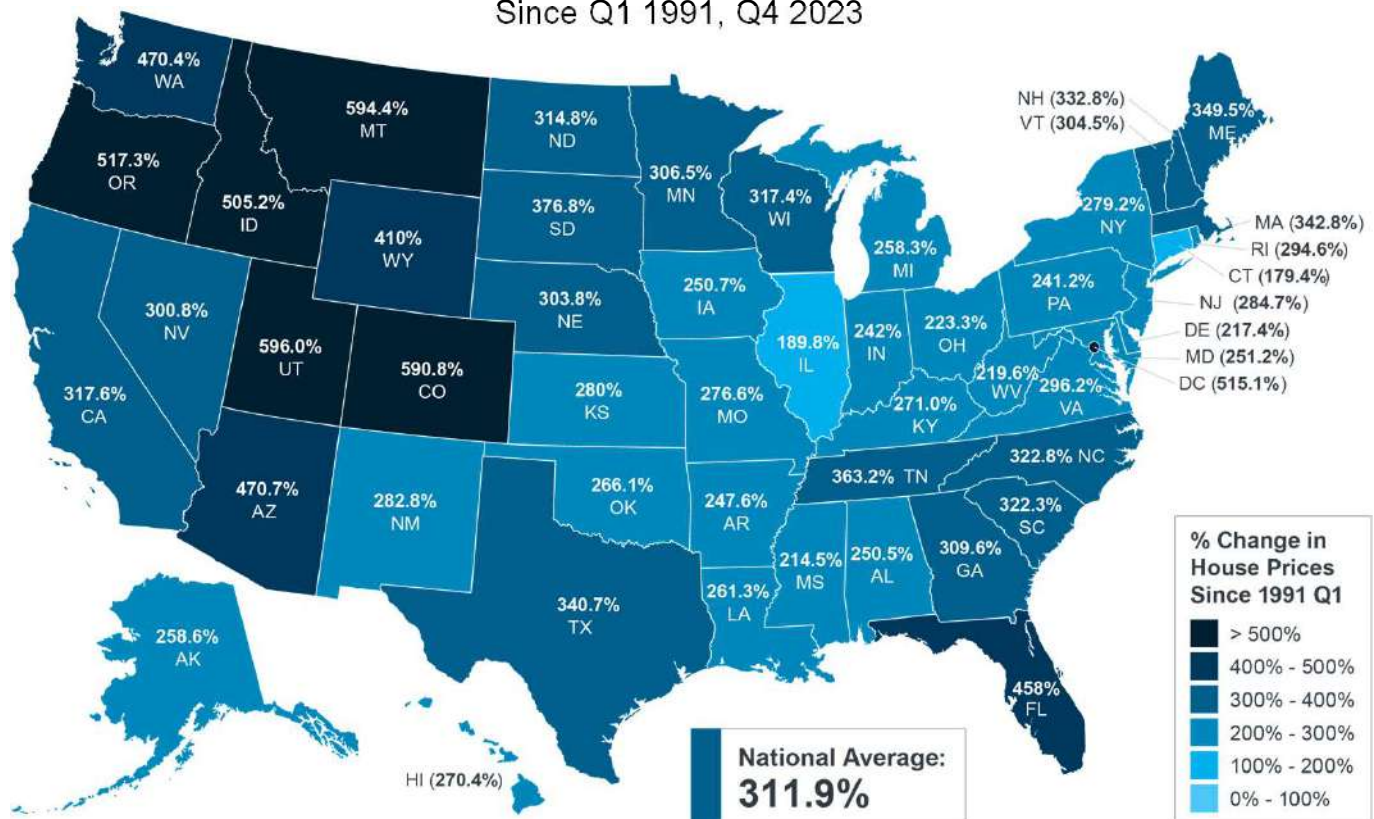 Since Q1 1991, Q4 2023
470.4%
WA
594.4%
MT
314.8%
ND
306.5%
MN
317.4%
WI
NH (332.8%)
VT (304.5%)
349.5%
ME
517.3%
OR
505.2%
ID
410%
WY
376.8%
SD
258.3%
MI
279.2%
NY
MA (342.8%)
RI (294.6%)
CT (179.4%)
NJ (284.7%)
DE (217.4%)
MD (251.2%)
DC (515.1%)
300.8%
NV
596.0%
UT
590.8%
CO
303.8%
NE
250.7%
IA
189.8%
IL
242%
IN
223.3%
OH
241.2%
PA
317.6%
CA
280%
KS
276.6%
MO
271.0%
KY
219.6%
WV
296.2%
VA
470.7%
AZ
282.8%
NM
266.1%
OK
247.6%
AR
363.2% TN
322.8% NC
322.3%
SC
340.7%
TX
261.3%
LA
214.5%
MS
250.5%
AL
309.6%
GA
458%
FL
258.6%
AK
HI (270.4%)
National Average:
311.9%
% Change in
House Prices
Since 1991 Q1
> 500%
400% - 500%
300% - 400%
200% - 300%
100% - 200%
0% - 100%